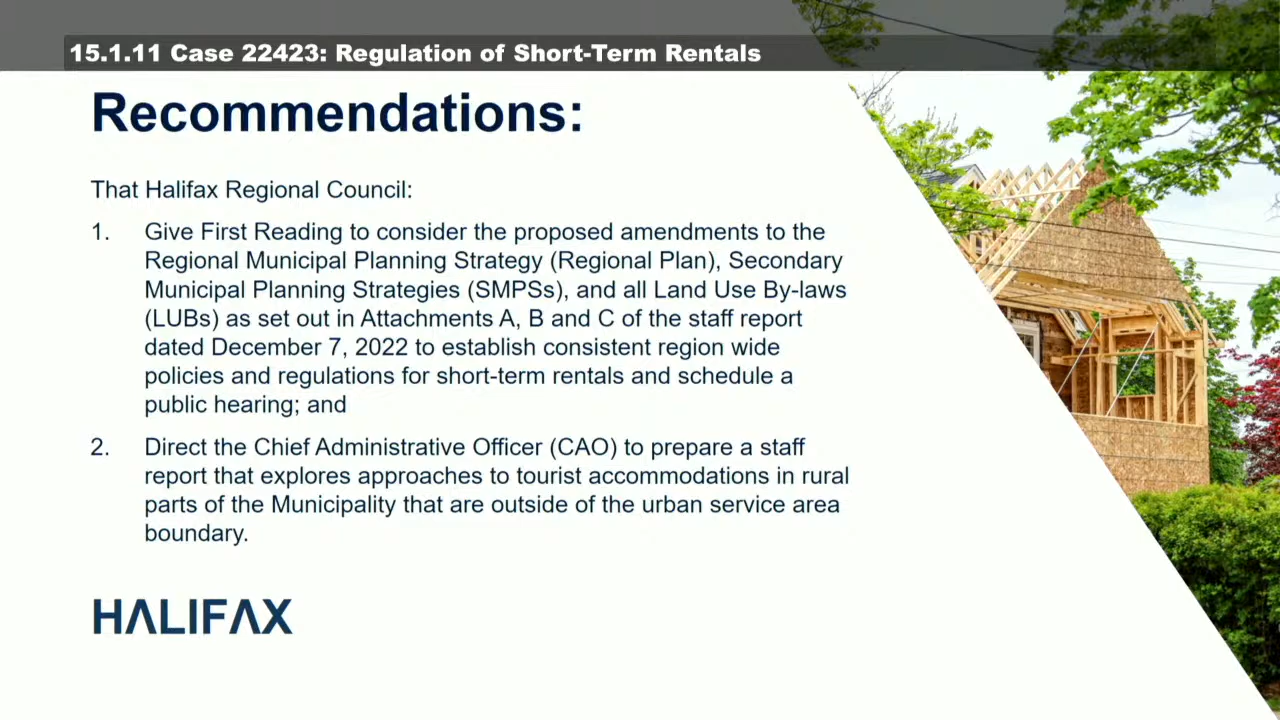 15.1.11 Case 22423: Regulation of Short-Term Rentals
Recommendations:
That Halifax Regional Council:
1. Give First Reading to consider the proposed amendments to the
Regional Municipal Planning Strategy (Regional Plan), Secondary
Municipal Planning Strategies (SMPSs), and all Land Use By-laws
(LUBs) as set out in Attachments A, B and C of the staff report
dated December 7, 2022 to establish consistent region wide
policies and regulations for short-term rentals and schedule a
public hearing; and
2. Direct the Chief Administrative Officer (CAO) to prepare a staff
report that explores approaches to tourist accommodations in rural
parts of the Municipality that are outside of the urban service area
boundary.
HALIFAX